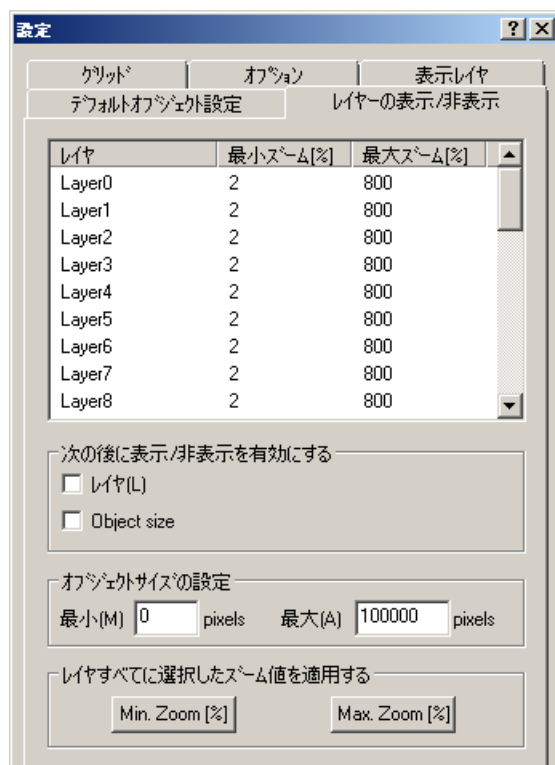 設定
ｸﾞﾘｯﾄﾞ ｵﾌﾟｼｮﾝ 表示ﾚｲﾔ
ﾃﾞﾌｫﾙﾄｵﾌﾞｼﾞｪｸﾄ設定 ﾚｲﾔｰの表示/非表示
ﾚｲﾔ 最小ｽﾞｰﾑ[%] 最大ｽﾞｰﾑ[%]
Layer0 2 800
Layer1 2 800
Layer2 2 800
Layer3 2 800
Layer4 2 800
Layer5 2 800
Layer6 2 800
Layer7 2 800
Layer8 2 800
次の後に表示/非表示を有効にする
ﾚｲﾔ(L)
Object size
ｵﾌﾞｼﾞｪｸﾄｻｲｽﾞの設定
最小(M) 0 pixels 最大(A) 100000 pixels
ﾚｲﾔすべてに選択したｽﾞｰﾑ値を適用する
Min. Zoom [%] Max. Zoom [%]